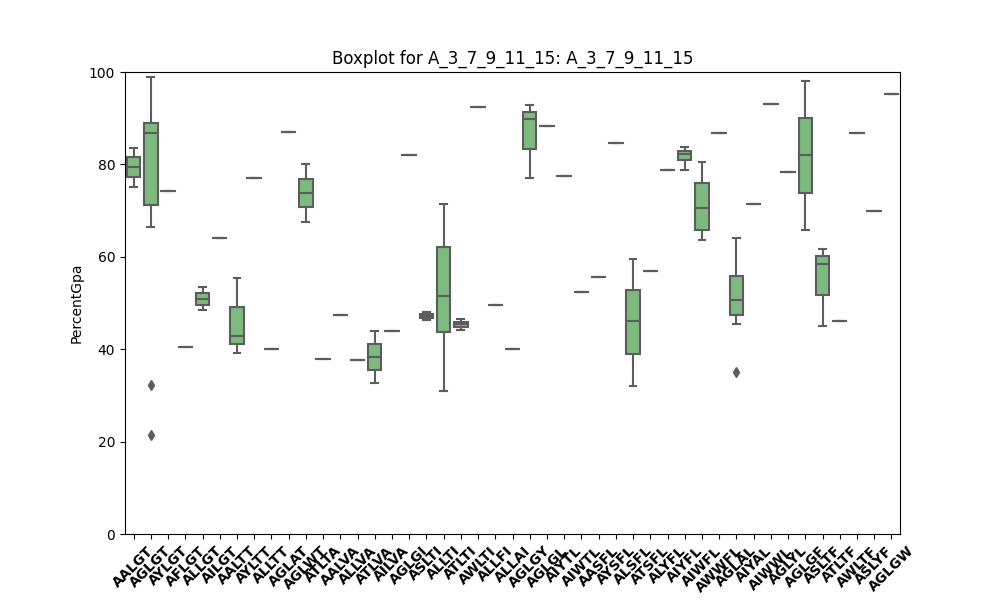 Boxplot for A_3_7_9_11_15: A_3_7_9_11_15
PercentGpa
100
80
60
40
20
0
AALGT AGLGT AYLGT AFLGT ALLGT AILGT AALTT AYLTT ALLTT AGLAT AGLWT AYLTA AALVA ALLVA ATLVA AILVA AGLGI ASLTI ALLTI ATLTI AWLTI ALLFI ALLAI AGLGY AGLGL AIYTL AIWTL AASFL AYSFL ALSFL ATSFL ALYFL AIYFL AIWFL AWWFL AGLAL AIYAL AIWWL AGLYL AGLGF ASLTF ATLTF AWLTF ASLYF AGLGW